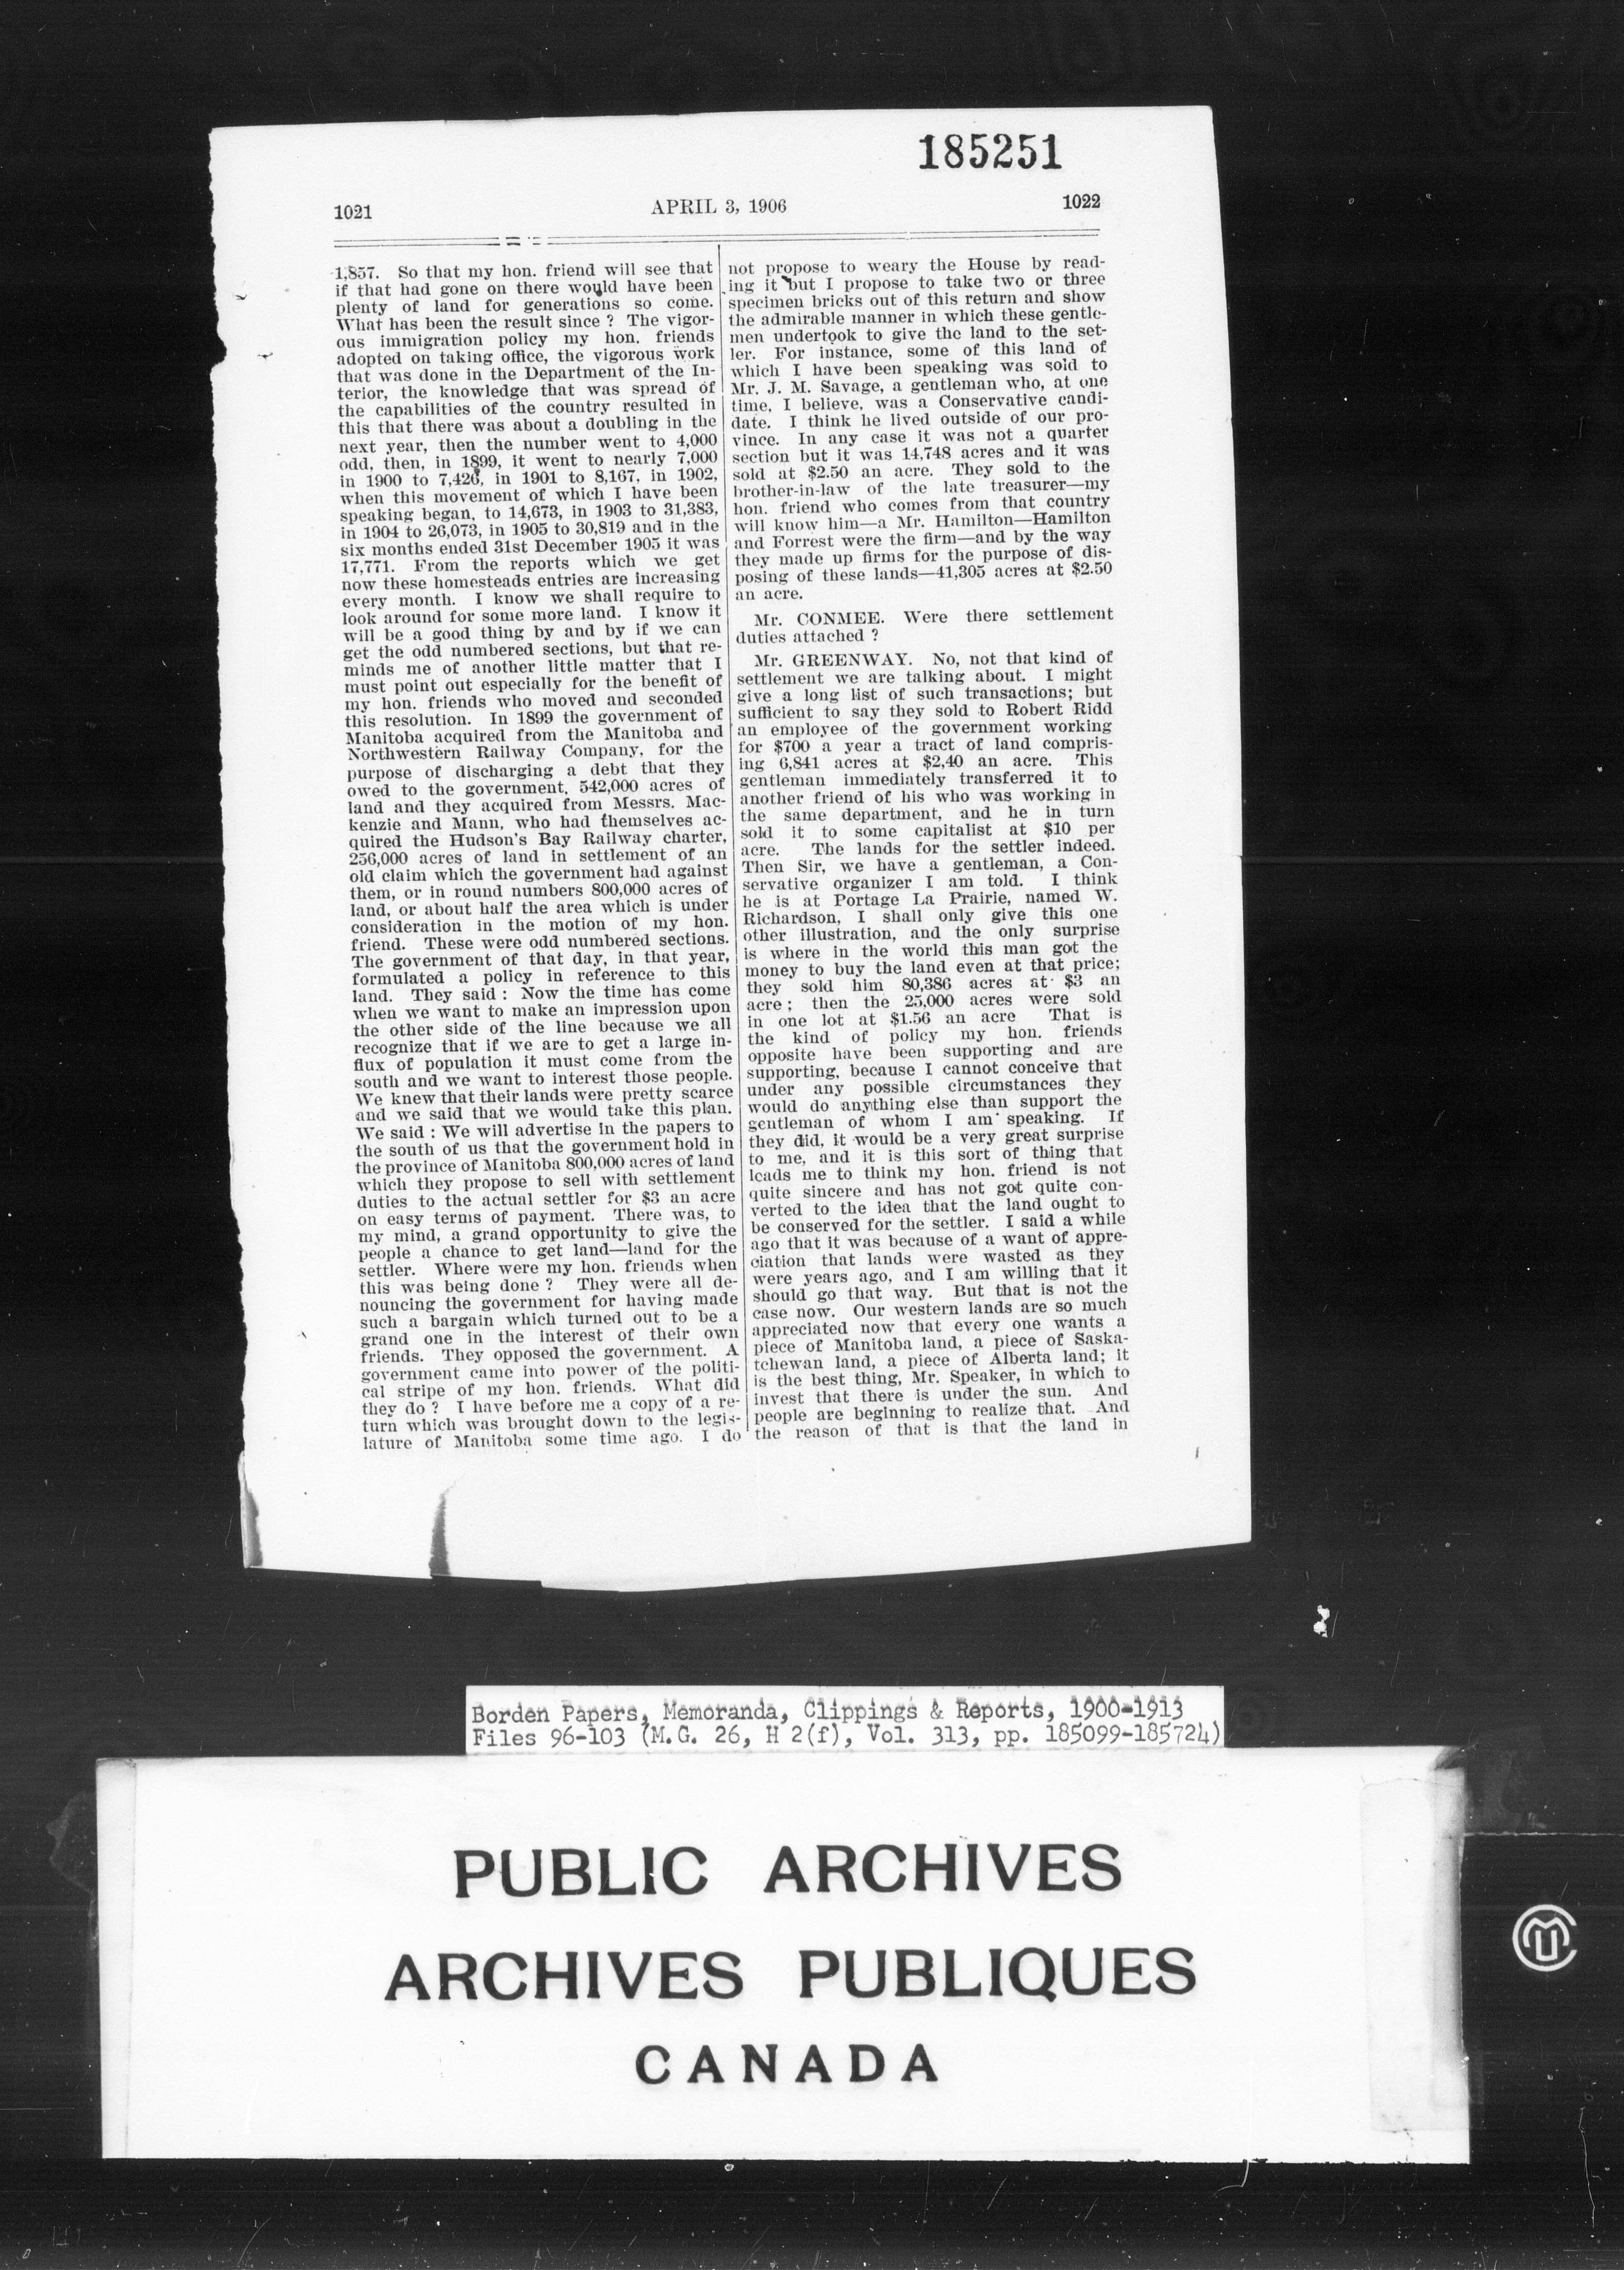 185251
1021
APRIL 3, 1906
1022
1,857. So that my hon. friend will see that
if that had gone on there would have been
plenty of land for generations so come.
What has been the result since ? The vigor-
ous immigration policy my hon. friends
adopted on taking office, the vigorous work
that was done in the Department of the In-
terior, the knowledge that was spread of
the capabilities of the country resulted in
this that there was about a doubling in the
next year, then the number went to 4,000
odd, then, in 1899, it went to nearly 7,000
in 1900 to 7,426, in 1901 to 8,167, in 1902,
when this movement of which I have been
speaking began, to 14,673, in 1903 to 31,383,
in 1904 to 26,073, in 1905 to 30,819 and in the
six months ended 31st December 1905 it was
17,771. From the reports which we get
now these homesteads entries are increasing
every month. I know we shall require to
look around for some more land. I know it
will be a good thing by and by if we can
get the odd numbered sections, but that re-
minds me of another little matter that I
must point out especially for the benefit of
my hon. friends who moved and seconded
this resolution. In 1899 the government of
Manitoba acquired from the Manitoba and
Northwestern Railway Company, for the
purpose of discharging a debt that they
owed to the government, 542,000 acres of
land and they acquired from Messrs. Mac-
kenzie and Mann, who had themselves ac-
quired the Hudson's Bay Railway charter,
256,000 acres of land in settlement of an
old claim which the government had against
them, or in round numbers 800,000 acres of
land, or about half the area which is under
consideration in the motion of my hon.
friend. These were odd numbered sections.
The government of that day, in that year,
formulated a policy in reference to this
land. They said : Now the time has come
when we want to make an impression upon
the other side of the line because we all
recognize that if we are to get a large in-
flux of population it must come from the
south and we want to interest those people.
We knew that their lands were pretty scarce
and we said that we would take this plan.
We said : We will advertise in the papers to
the south of us that the government hold in
the province of Manitoba 800,000 acres of land
which they propose to sell with settlement
duties to the actual settler for $3 an acre
on easy terms of payment. There was, to
my mind, a grand opportunity to give the
people a chance to get land—land for the
settler. Where were my hon. friends when
this was being done ? They were all de-
nouncing the government for having made
such a bargain which turned out to be a
grand one in the interest of their own
friends. They opposed the government. A
government came into power of the politi-
cal stripe of my hon. friends. What did
they do ? I have before me a copy of a re-
turn which was brought down to the legis-
lature of Manitoba some time ago. I do
not propose to weary the House by read-
ing it but I propose to take two or three
specimen bricks out of this return and show
the admirable manner in which these gentle-
men undertook to give the land to the set-
ler. For instance, some of this land of
which I have been speaking was sold to
Mr. J. M. Savage, a gentleman who, at one
time, I believe, was a Conservative candi-
date. I think he lived outside of our pro-
vince. In any case it was not a quarter
section but it was 14,748 acres and it was
sold at $2.50 an acre. They sold to the
brother-in-law of the late treasurer—my
hon. friend who comes from that country
will know him—a Mr. Hamilton—Hamilton
and Forrest were the firm—and by the way
they made up firms for the purpose of dis-
posing of these lands—41,305 acres at $2.50
an acre.
Mr. CONMEE. Were there settlement
duties attached ?
Mr. GREENWAY. No, not that kind of
settlement we are talking about. I might
give a long list of such transactions; but
sufficient to say they sold to Robert Ridd
an employee of the government working
for $700 a year a tract of land compris-
ing 6,841 acres at $2,40 an acre. This
gentleman immediately transferred it to
another friend of his who was working in
the same department, and he in turn
sold it to some capitalist at $10 per
acre. The lands for the settler indeed.
Then Sir, we have a gentleman, a Con-
servative organizer I am told. I think
he is at Portage La Prairie, named W.
Richardson, I shall only give this one
other illustration, and the only surprise
is where in the world this man got the
money to buy the land even at that price;
they sold him 80,386 acres at $3 an
acre ; then the 25,000 acres were sold
in one lot at $1.56 an acre That is
the kind of policy my hon. friends
opposite have been supporting and are
supporting, because I cannot conceive that
under any possible circumstances they
would do anything else than support the
gentleman of whom I am speaking. If
they did, it would be a very great surprise
to me, and it is this sort of thing that
leads me to think my hon. friend is not
quite sincere and has not got quite con-
verted to the idea that the land ought to
be conserved for the settler. I said a while
ago that it was because of a want of appre-
ciation that lands were wasted as they
were years ago, and I am willing that it
should go that way. But that is not the
case now. Our western lands are so much
appreciated now that every one wants a
piece of Manitoba land, a piece of Saska-
tchewan land, a piece of Alberta land; it
is the best thing, Mr. Speaker, in which to
invest that there is under the sun. And
people are beginning to realize that. And
the reason of that is that the land in
Borden Papers, Memoranda, Clippings & Reports, 1900-1913
Files 96-103 (M.G. 26, H 2(f), Vol. 313, pp. 185099-185724)
PUBLIC ARCHIVES
ARCHIVES PUBLIQUES
CANADA